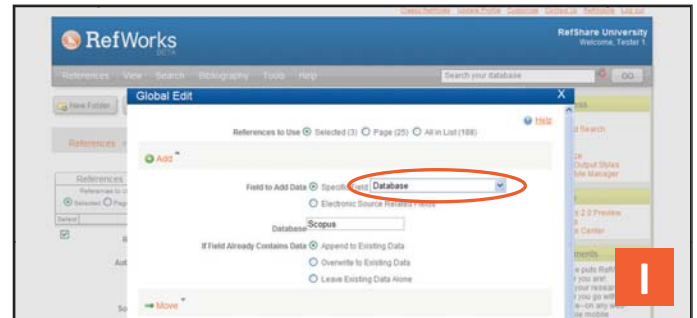 RefWorks
BETA
RefShare University
Welcome, Tester 1
References View Search Bibliography Tools Help
Search your database
GO
New Folder
Global Edit
X
Help
References to Use Selected (3) Page (25) All in List (188)
Add
Field to Add Data Specific Field Database
Electronic Source Related Fields
Database Scopus
If Field Already Contains Data Append to Existing Data
Overwrite to Existing Data
Leave Existing Data Alone
Move
References
References
Output Styles
I